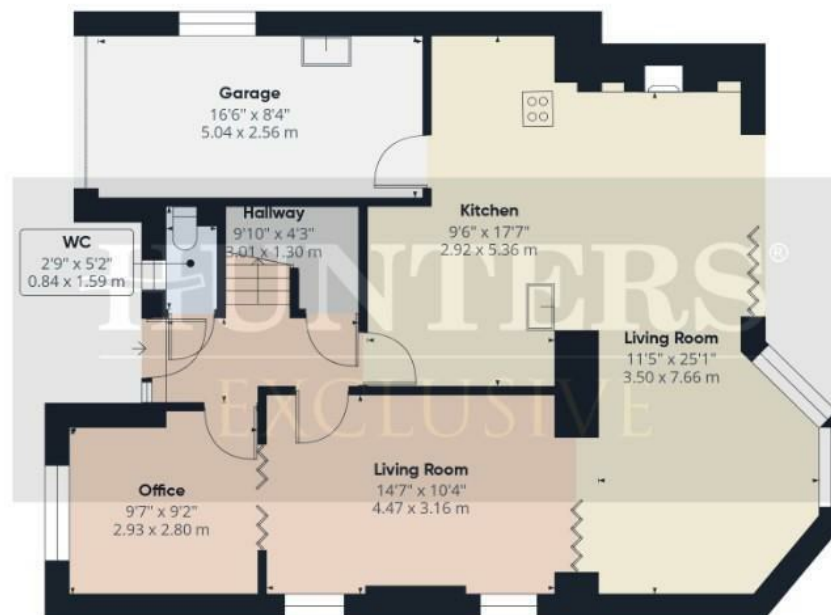 Garage
16'6" x 8'4"
5.04 x 2.56 m
Hallway
9'10" x 4'3"
3.01 x 1.30 m
WC
2'9" x 5'2"
0.84 x 1.59 m
Kitchen
9'6" x 17'7"
2.92 x 5.36 m
HUNTERS®
EXCLUSIVE
Living Room
11'5" x 25'1"
3.50 x 7.66 m
Living Room
14'7" x 10'4"
4.47 x 3.16 m
Office
9'7" x 9'2"
2.93 x 2.80 m